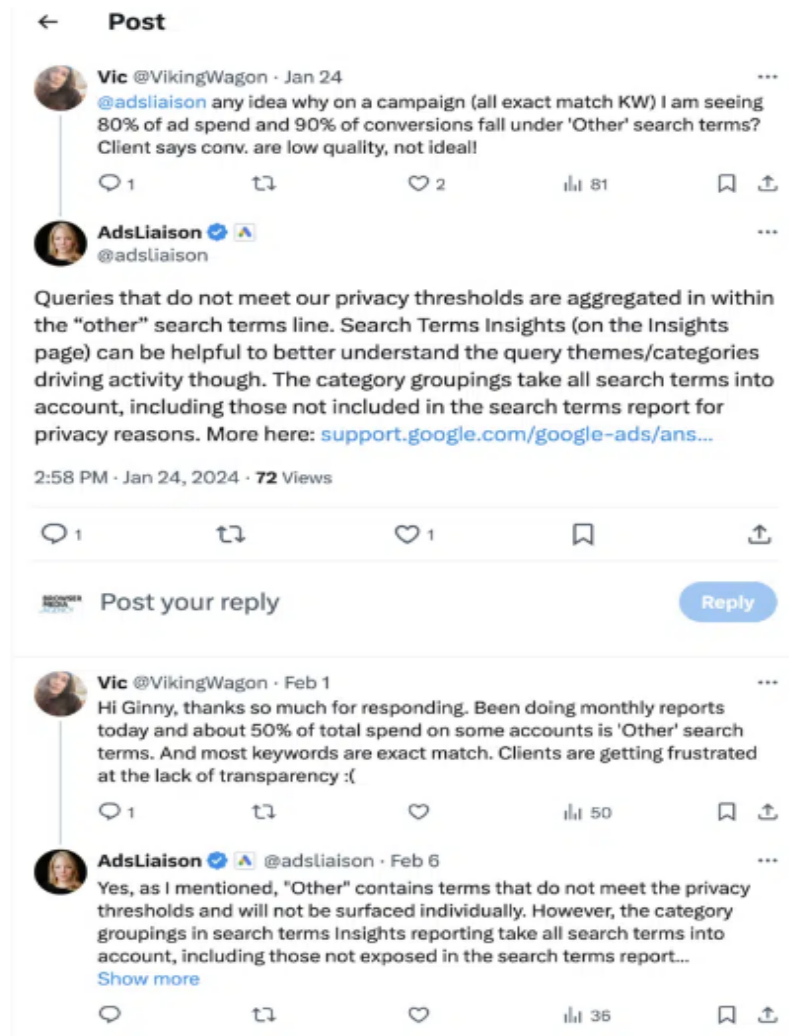 Post
Vic @VikingWagon · Jan 24
@adsliaison any idea why on a campaign (all exact match KW) I am seeing
80% of ad spend and 90% of conversions fall under 'Other' search terms?
Client says conv. are low quality, not ideal!
1 2 81
AdsLiaison
@adsliaison
Queries that do not meet our privacy thresholds are aggregated in within
the “other” search terms line. Search Terms Insights (on the Insights
page) can be helpful to better understand the query themes/categories
driving activity though. The category groupings take all search terms into
account, including those not included in the search terms report for
privacy reasons. More here: support.google.com/google-ads/ans...
2:58 PM · Jan 24, 2024 · 72 Views
1 1
BROWSER
MEDIA
AGENCY
Post your reply
Reply
Vic @VikingWagon · Feb 1
Hi Ginny, thanks so much for responding. Been doing monthly reports
today and about 50% of total spend on some accounts is 'Other' search
terms. And most keywords are exact match. Clients are getting frustrated
at the lack of transparency :(
1 50
AdsLiaison @adsliaison · Feb 6
Yes, as I mentioned, "Other" contains terms that do not meet the privacy
thresholds and will not be surfaced individually. However, the category
groupings in search terms Insights reporting take all search terms into
account, including those not exposed in the search terms report...
Show more
36